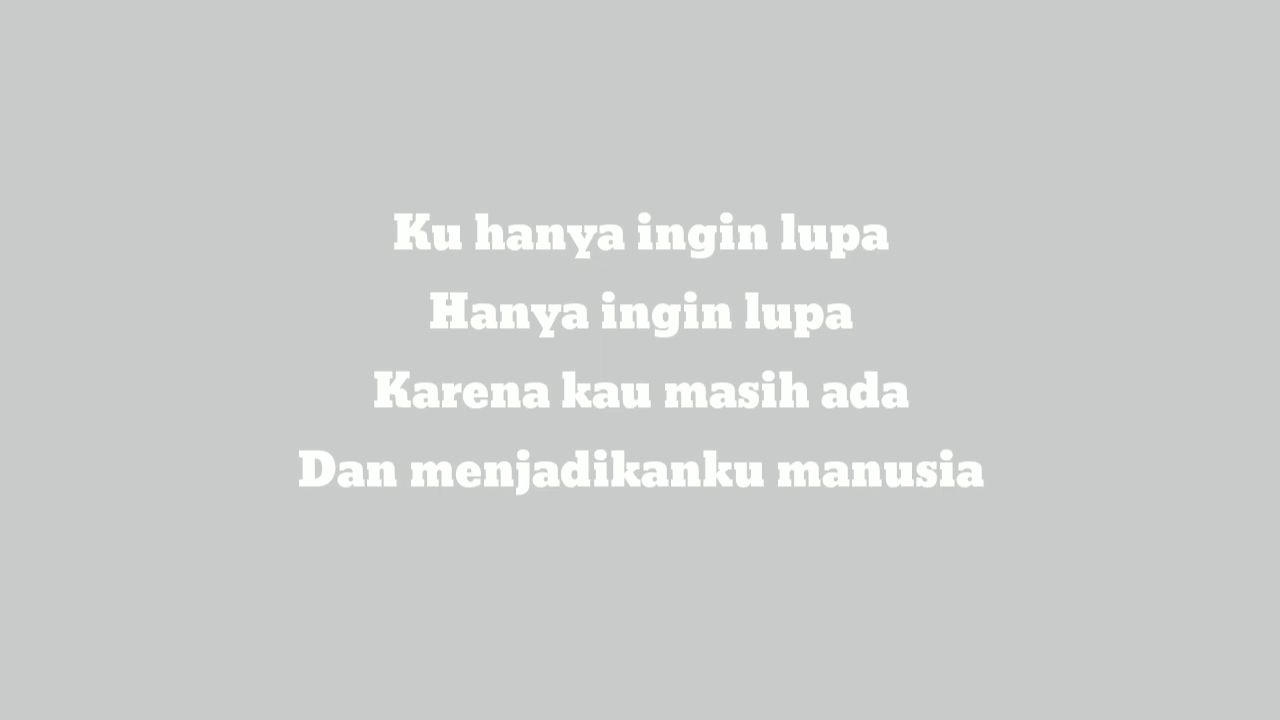 Ku hanya ingin lupa
Hanya ingin lupa
Karena kau masih ada
Dan menjadikanku manusia